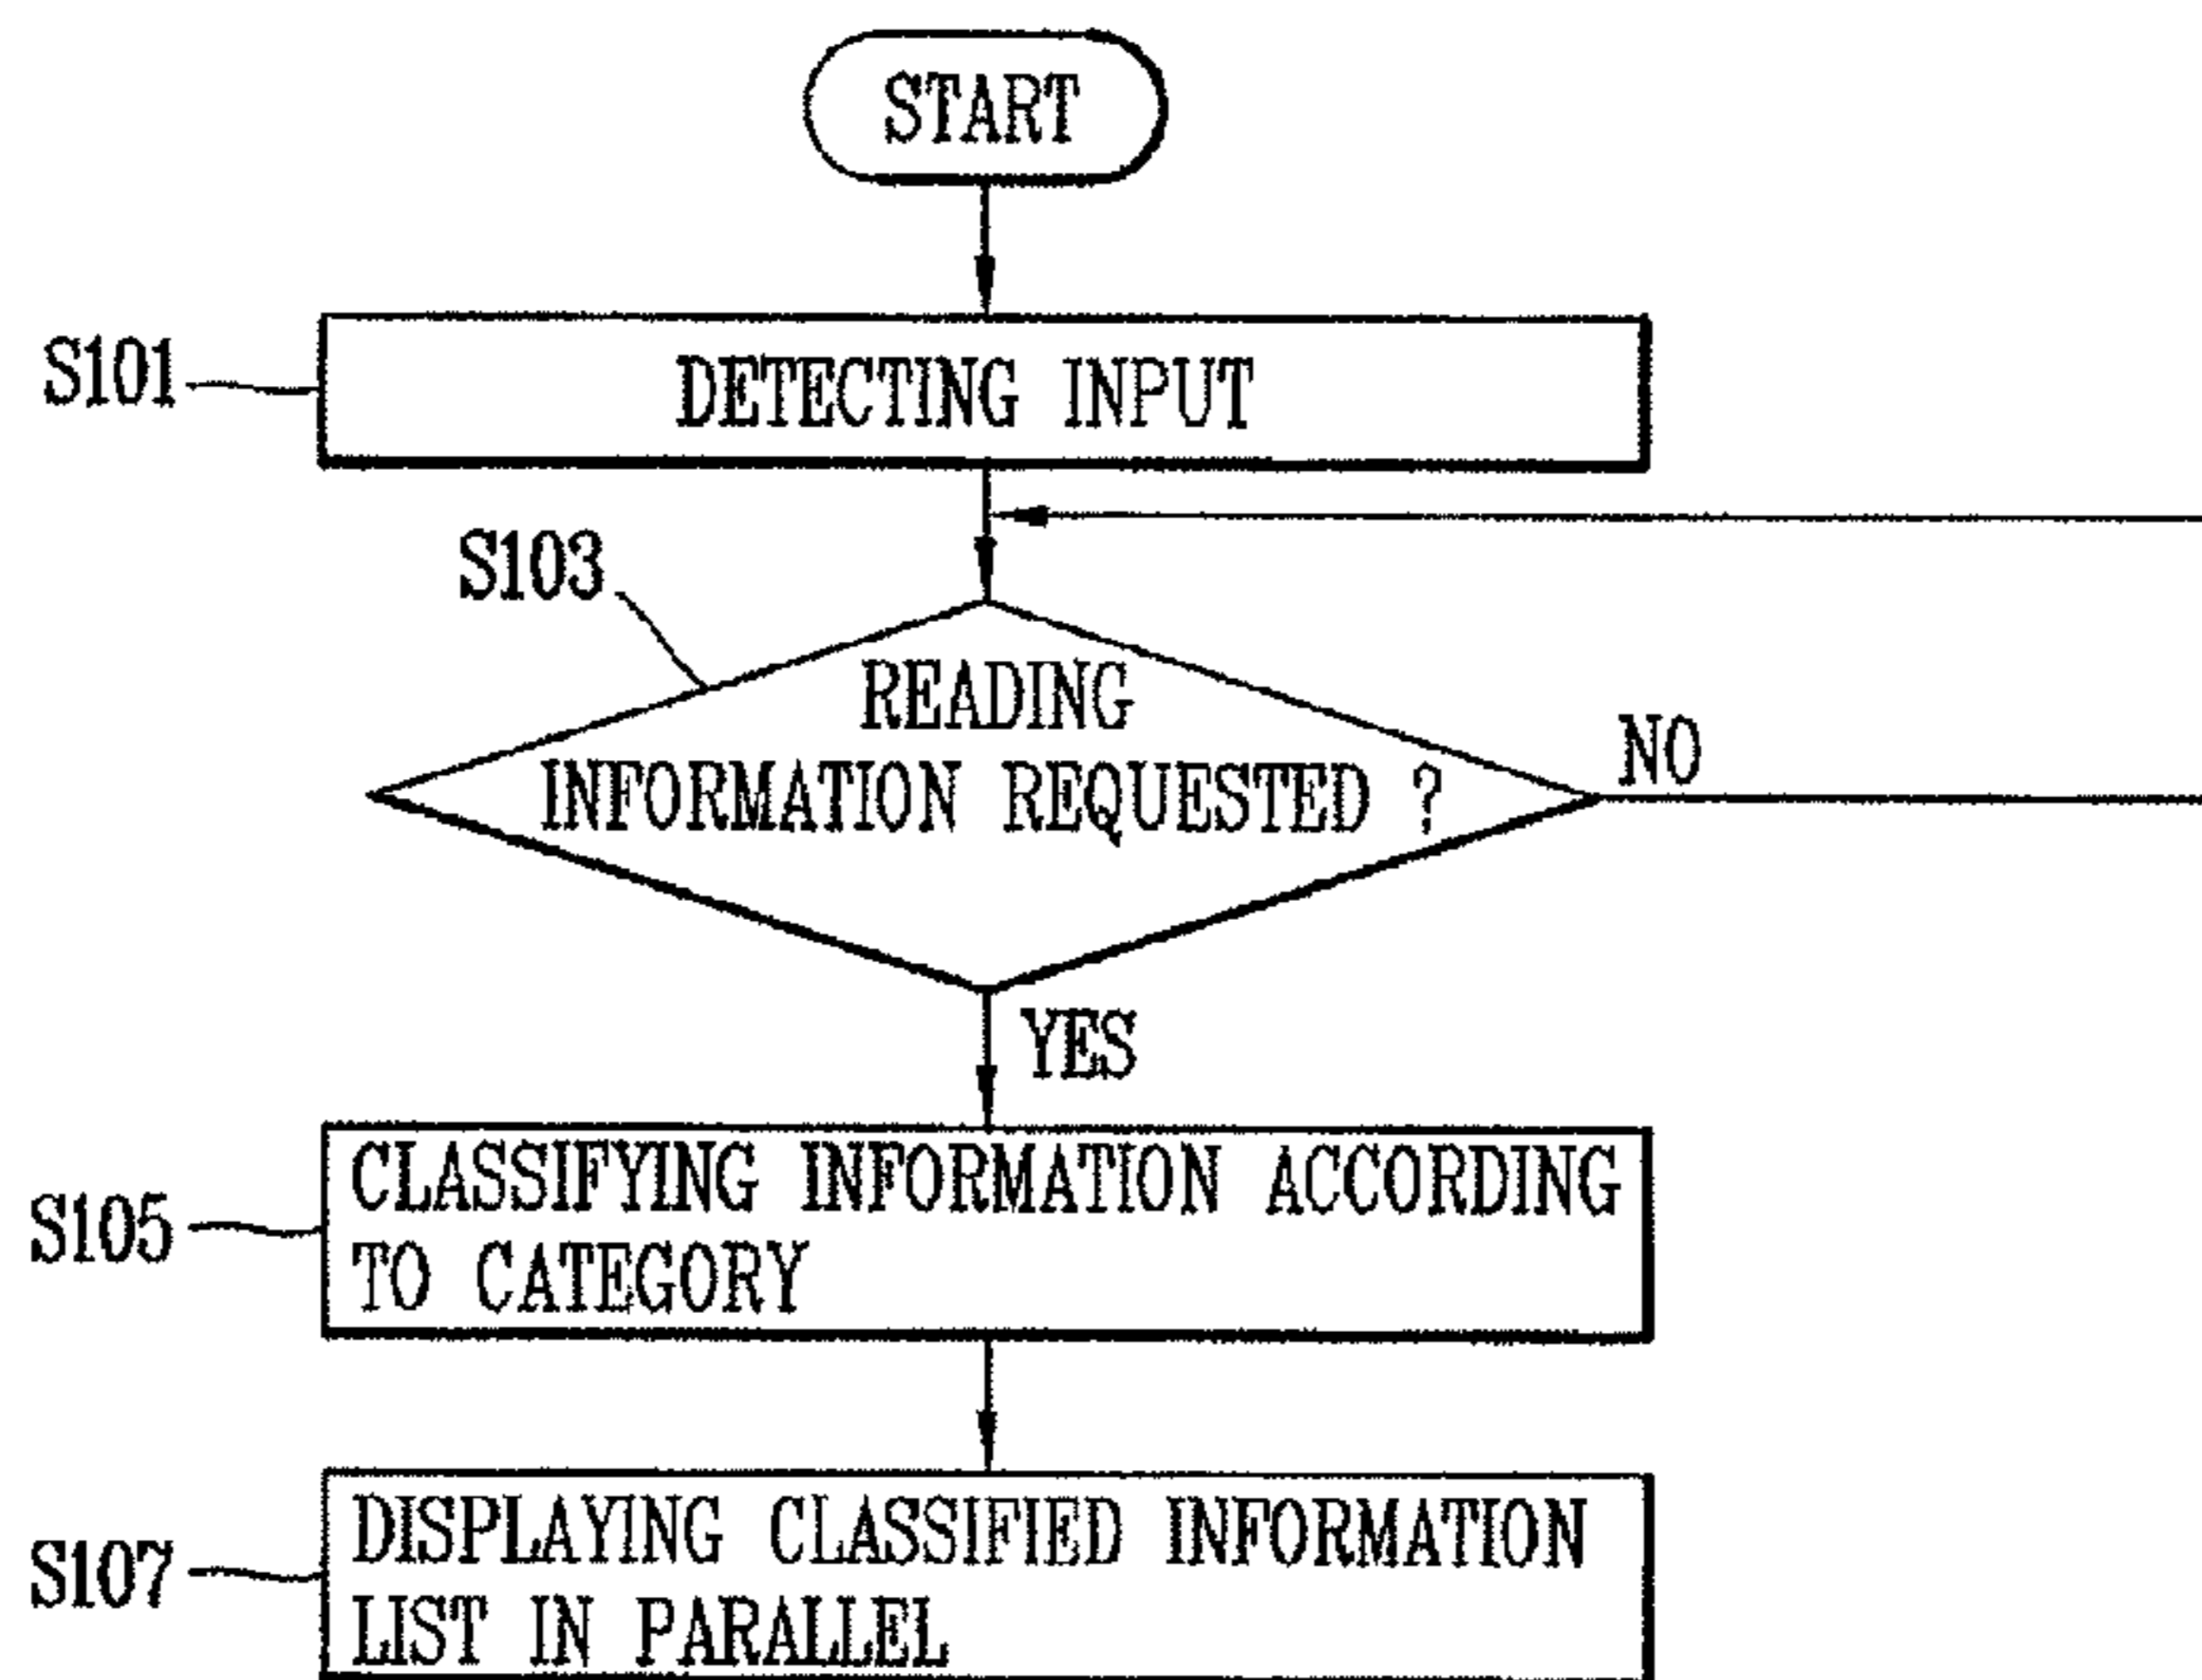 START
S101
DETECTING INPUT
S103
READING
INFORMATION REQUESTED ?
NO
YES
S105
CLASSIFYING INFORMATION ACCORDING
TO CATEGORY
S107
DISPLAYING CLASSIFIED INFORMATION
LIST IN PARALLEL